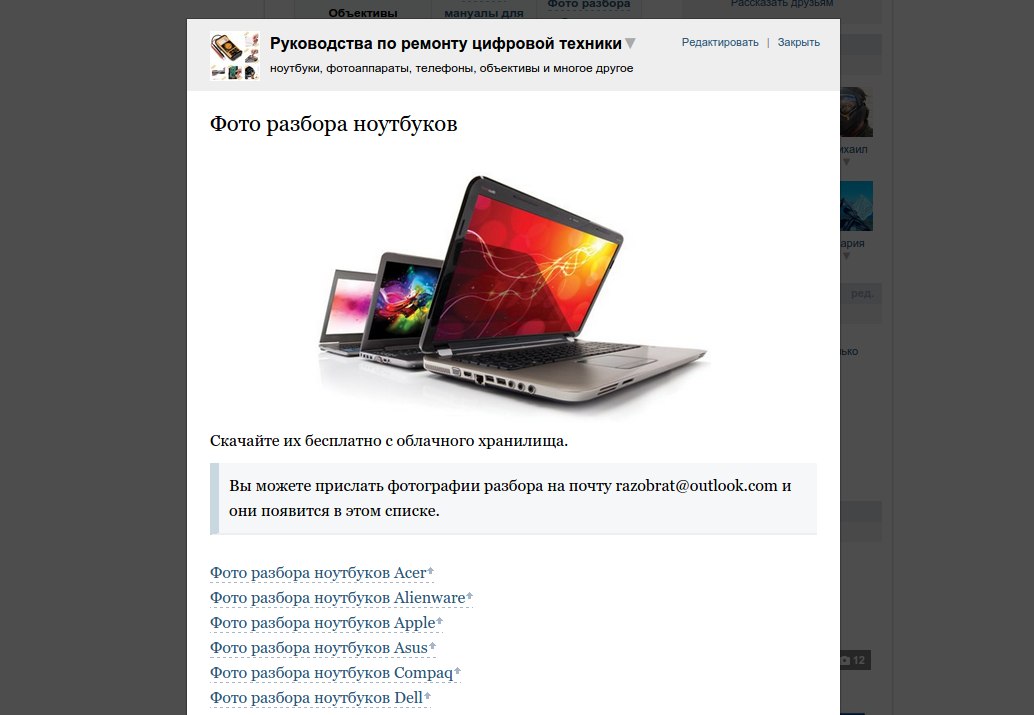 Объективы
мануалы для
Фото разбора
Рассказать друзьям
Руководства по ремонту цифровой техники
ноутбуки, фотоаппараты, телефоны, объективы и многое другое
Редактировать | Закрыть
Фото разбора ноутбуков
ихаил
ария
ред.
лько
Скачайте их бесплатно с облачного хранилища.
Вы можете прислать фотографии разбора на почту razobrat@outlook.com и
они появится в этом списке.
Фото разбора ноутбуков Acer
Фото разбора ноутбуков Alienware
Фото разбора ноутбуков Apple
Фото разбора ноутбуков Asus
Фото разбора ноутбуков Compaq
12
Фото разбора ноутбуков Dell